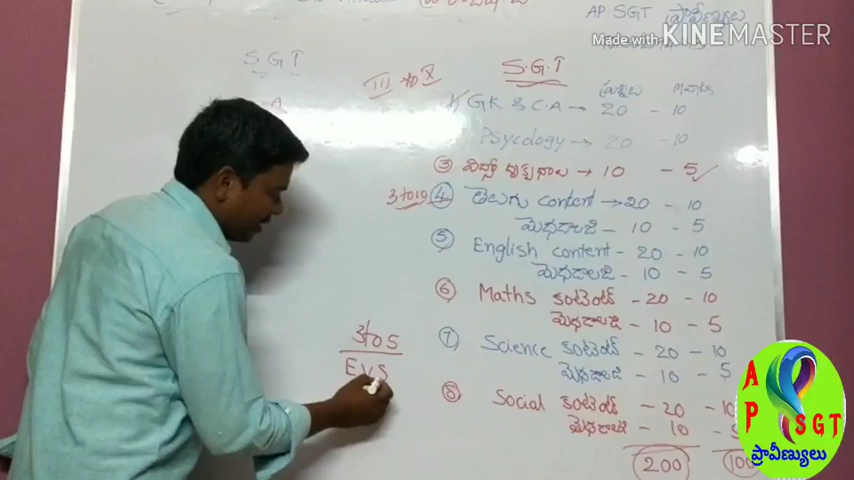 AP SGT ప్రావీణ్యులు
Made with KINEMASTER
SGT
III to X
S.G.T
ప్రశ్నలు మార్కులు
1) GK & C.A → 20 - 10
Psycology → 20 - 10
③ విద్యా దృక్పథాలు → 10 - 5
3 to 10 ④ తెలుగు content → 20 - 10
మెథడాలజి - 10 - 5
⑤ English content - 20 - 10
మెథడాలజి - 10 - 5
⑥ Maths కంటెంట్ - 20 - 10
మెథడాలజి - 10 - 5
3 to 5
EVS
⑦ Science కంటెంట్ - 20 - 10
మెథడాలజి - 10 - 5
⑧ Social కంటెంట్ - 20 - 10
మెథడాలజి - 10 - 5
200 100
AP SGT
ప్రావీణ్యులు